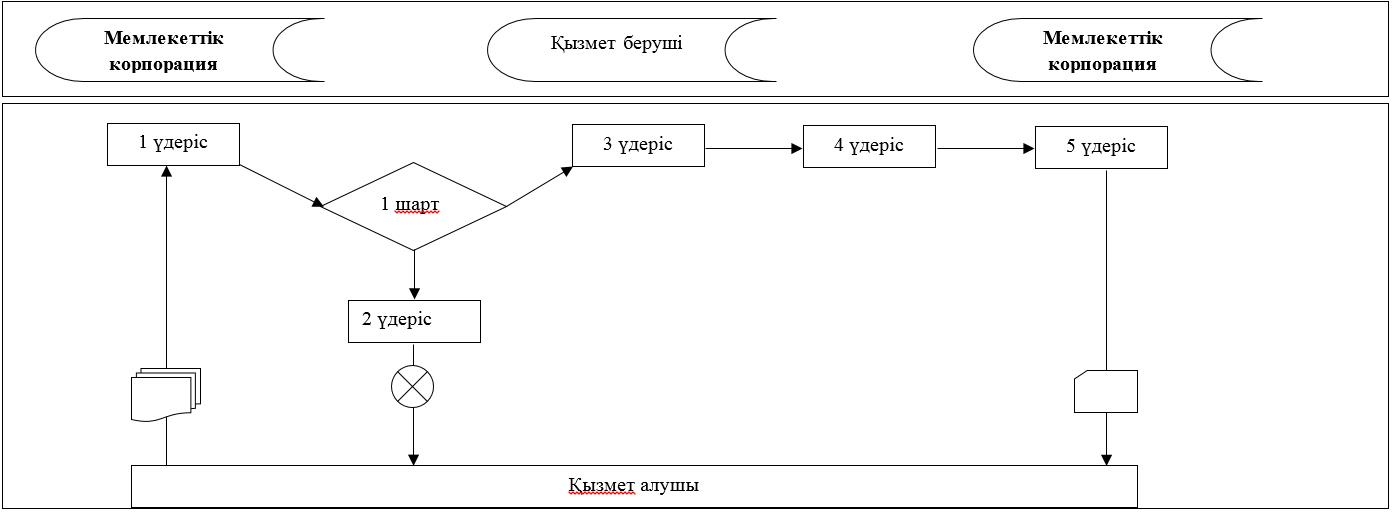 Мемлекеттік
корпорация
Қызмет беруші
Мемлекеттік
корпорация
1 үдеріс
3 үдеріс
4 үдеріс
5 үдеріс
1 шарт
2 үдеріс
Қызмет алушы